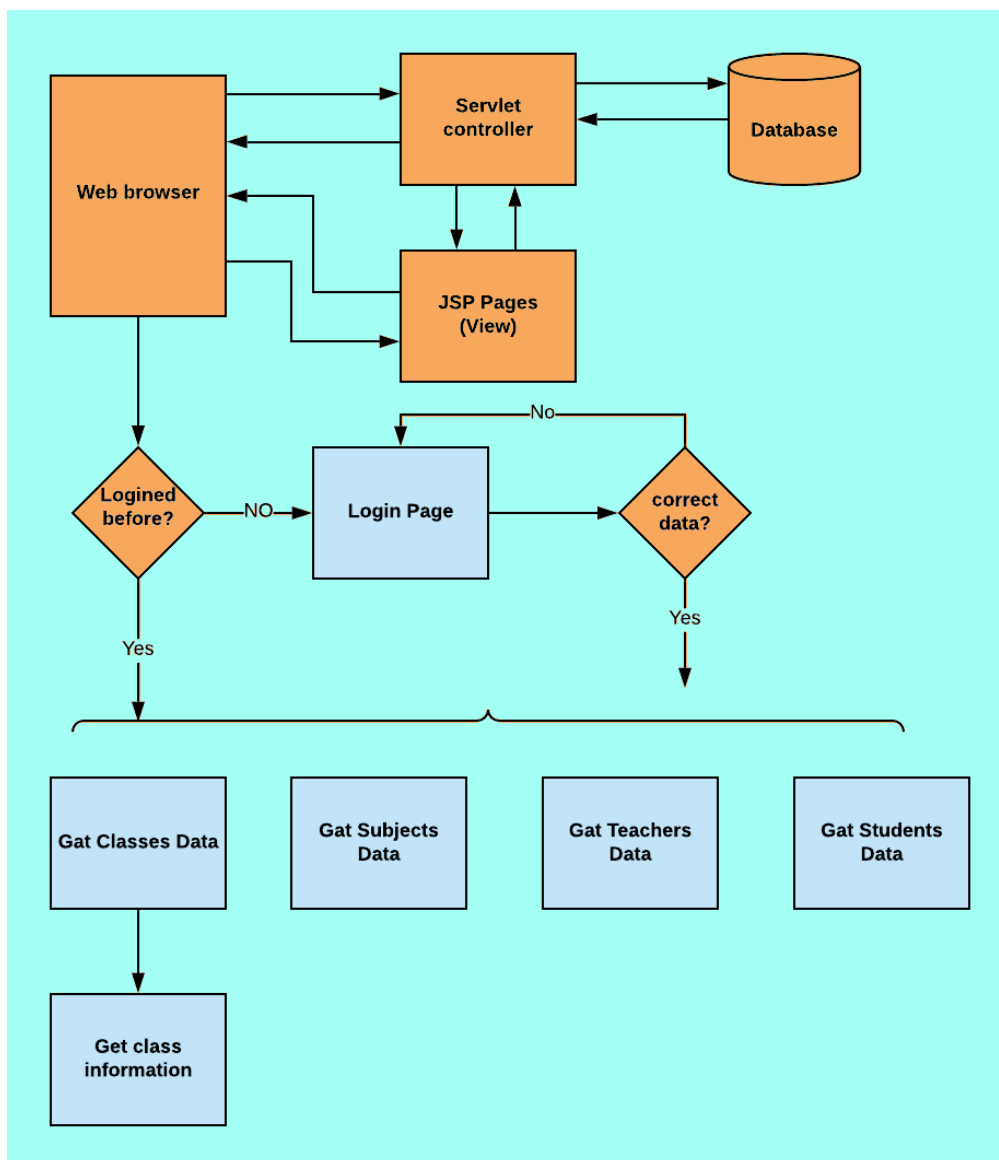 Servlet
controller
Database
Web browser
JSP Pages
(View)
No
Logined
before?
NO
Login Page
correct
data?
Yes
Yes
Gat Classes Data
Gat Subjects
Data
Gat Teachers
Data
Gat Students
Data
Get class
information